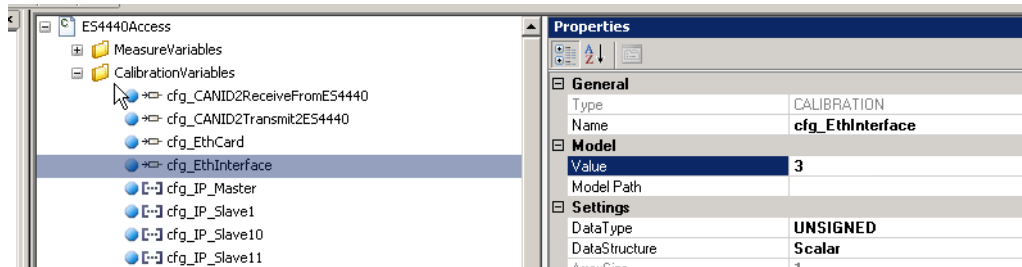 ES4440Access
MeasureVariables
CalibrationVariables
cfg_CANID2ReceiveFromES4440
cfg_CANID2Transmit2ES4440
cfg_EthCard
cfg_EthInterface
cfg_IP_Master
cfg_IP_Slave1
cfg_IP_Slave10
cfg_IP_Slave11
Properties
General
Type CALIBRATION
Name cfg_EthInterface
Model
Value 3
Model Path
Settings
DataType UNSIGNED
DataStructure Scalar